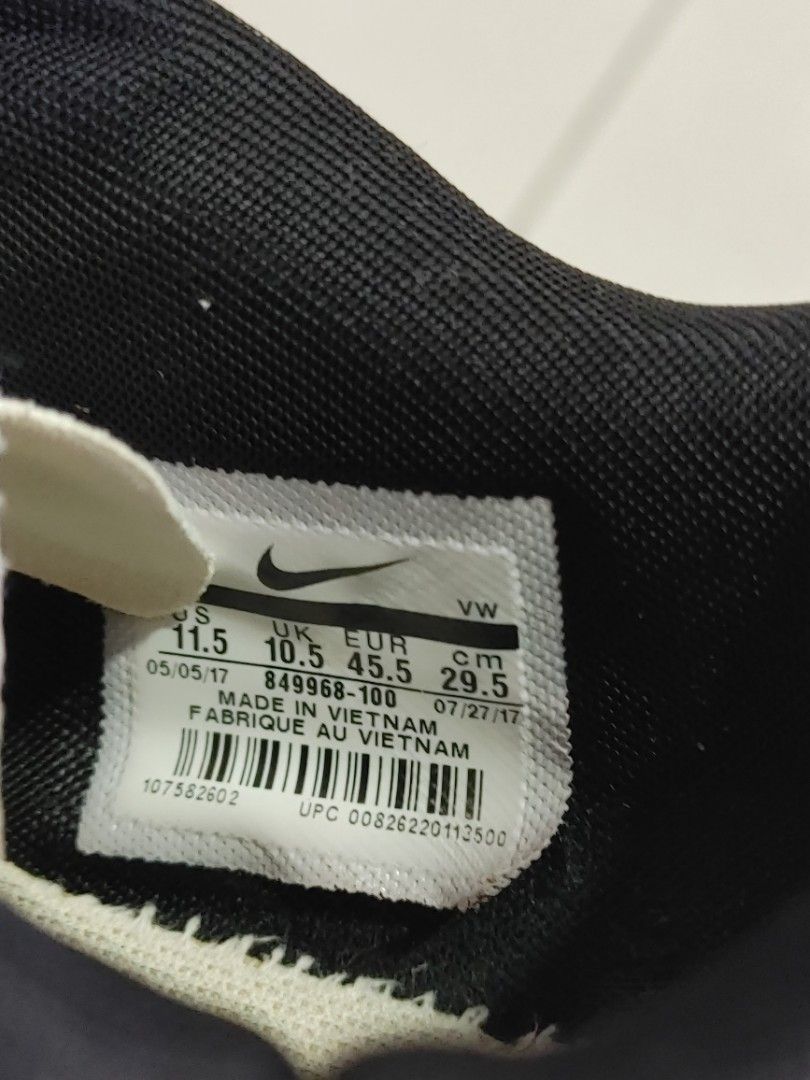 VW
US UK EUR cm
11.5 10.5 45.5 29.5
05/05/17 849968-100 07/27/17
MADE IN VIETNAM
FABRIQUE AU VIETNAM
107582602 UPC 00826220113500